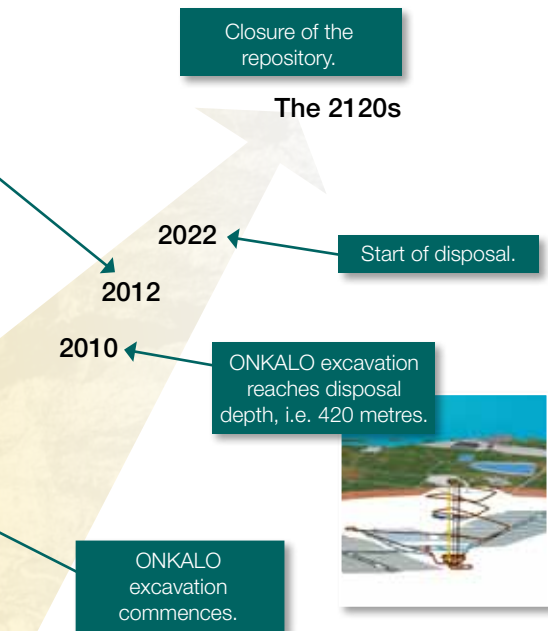 Closure of the
repository.
The 2120s
2022
Start of disposal.
2012
2010
ONKALO excavation
reaches disposal
depth, i.e. 420 metres.
ONKALO
excavation
commences.